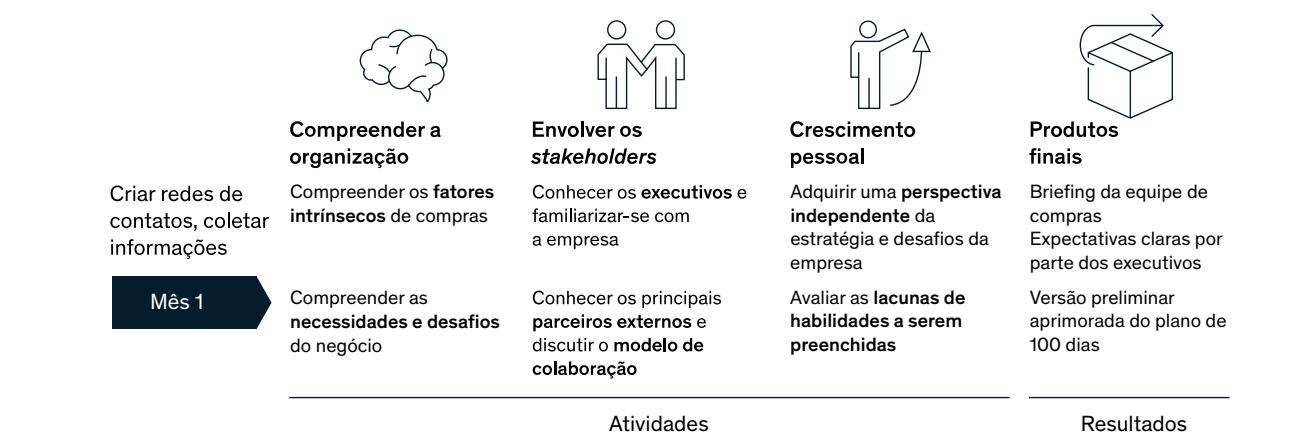 Compreender a
organização
Envolver os
stakeholders
Crescimento
pessoal
Produtos
finais
Criar redes de
contatos, coletar
informações
Mês 1
Compreender os fatores
intrínsecos de compras
Conhecer os executivos e
familiarizar-se com
a empresa
Adquirir uma perspectiva
independente da
estratégia e desafios da
empresa
Briefing da equipe de
compras
Expectativas claras por
parte dos executivos
Compreender as
necessidades e desafios
do negócio
Conhecer os principais
parceiros externos e
discutir o modelo de
colaboração
Avaliar as lacunas de
habilidades a serem
preenchidas
Versão preliminar
aprimorada do plano de
100 dias
Atividades
Resultados